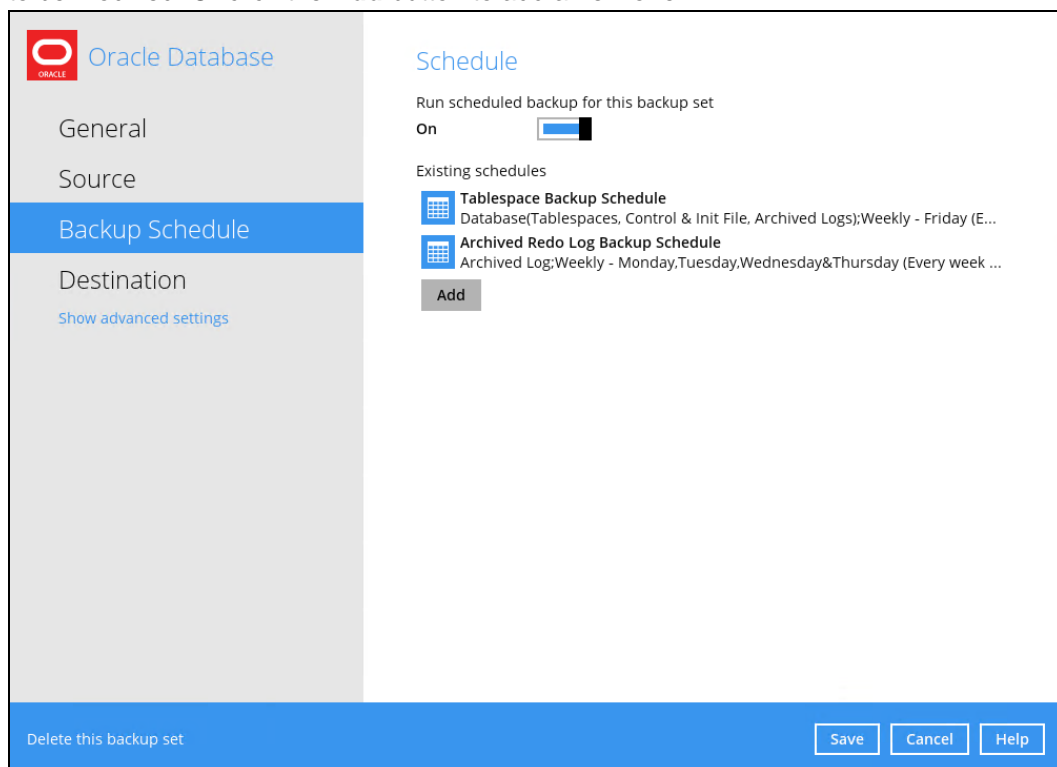 ORACLE
Oracle Database
General
Source
Backup Schedule
Destination
Show advanced settings
Schedule
Run scheduled backup for this backup set
On
Existing schedules
Tablespace Backup Schedule
Database(Tablespaces, Control & Init File, Archived Logs);Weekly - Friday (E...
Archived Redo Log Backup Schedule
Archived Log;Weekly - Monday,Tuesday,Wednesday&Thursday (Every week ...
Add
Delete this backup set
Save Cancel Help